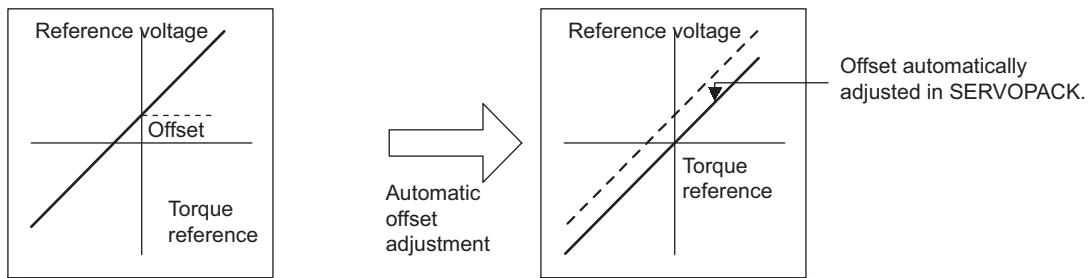 Reference voltage
Offset
Torque
reference
Automatic
offset
adjustment
Reference voltage
Torque
reference
Offset automatically
adjusted in SERVOPACK.